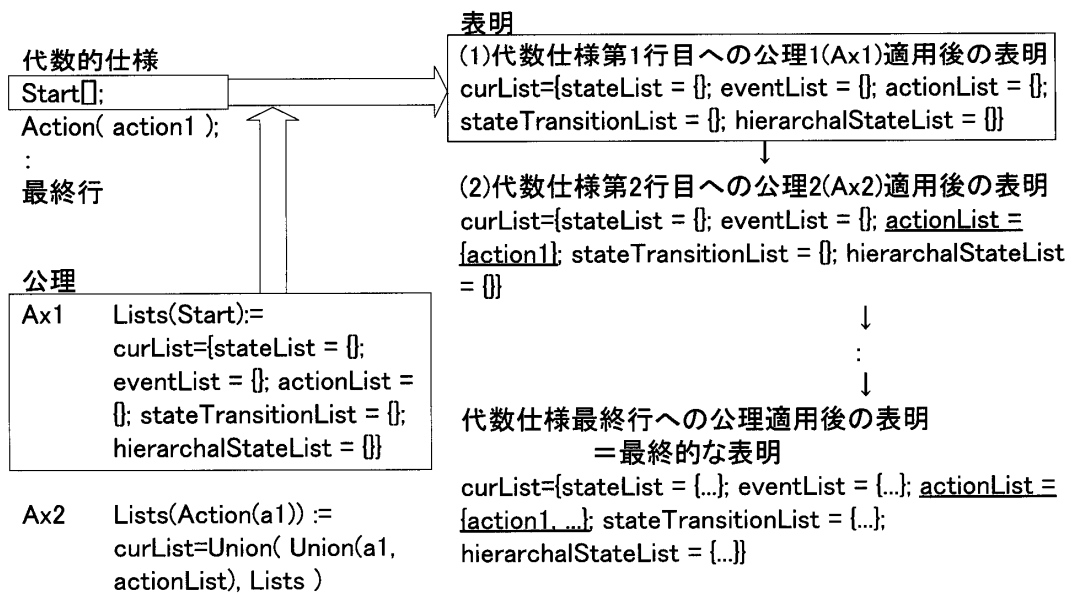 代数的仕様
Start[];
Action( action1 );
:
最終行
公理
Ax1 Lists(Start):=
curList={stateList = {};
eventList = {}; actionList =
{}; stateTransitionList = {};
hierarchalStateList = {}}
Ax2 Lists(Action(a1)) :=
curList=Union( Union(a1,
actionList), Lists )
表明
(1)代数仕様第1行目への公理1(Ax1)適用後の表明
curList={stateList = {}; eventList = {}; actionList = {};
stateTransitionList = {}; hierarchalStateList = {}}
↓
(2)代数仕様第2行目への公理2(Ax2)適用後の表明
curList={stateList = {}; eventList = {}; actionList =
{action1}; stateTransitionList = {}; hierarchalStateList
= {}}
↓
:
↓
代数仕様最終行への公理適用後の表明
=最終的な表明
curList={stateList = {...}; eventList = {...}; actionList =
{action1, ...}; stateTransitionList = {...};
hierarchalStateList = {...}}